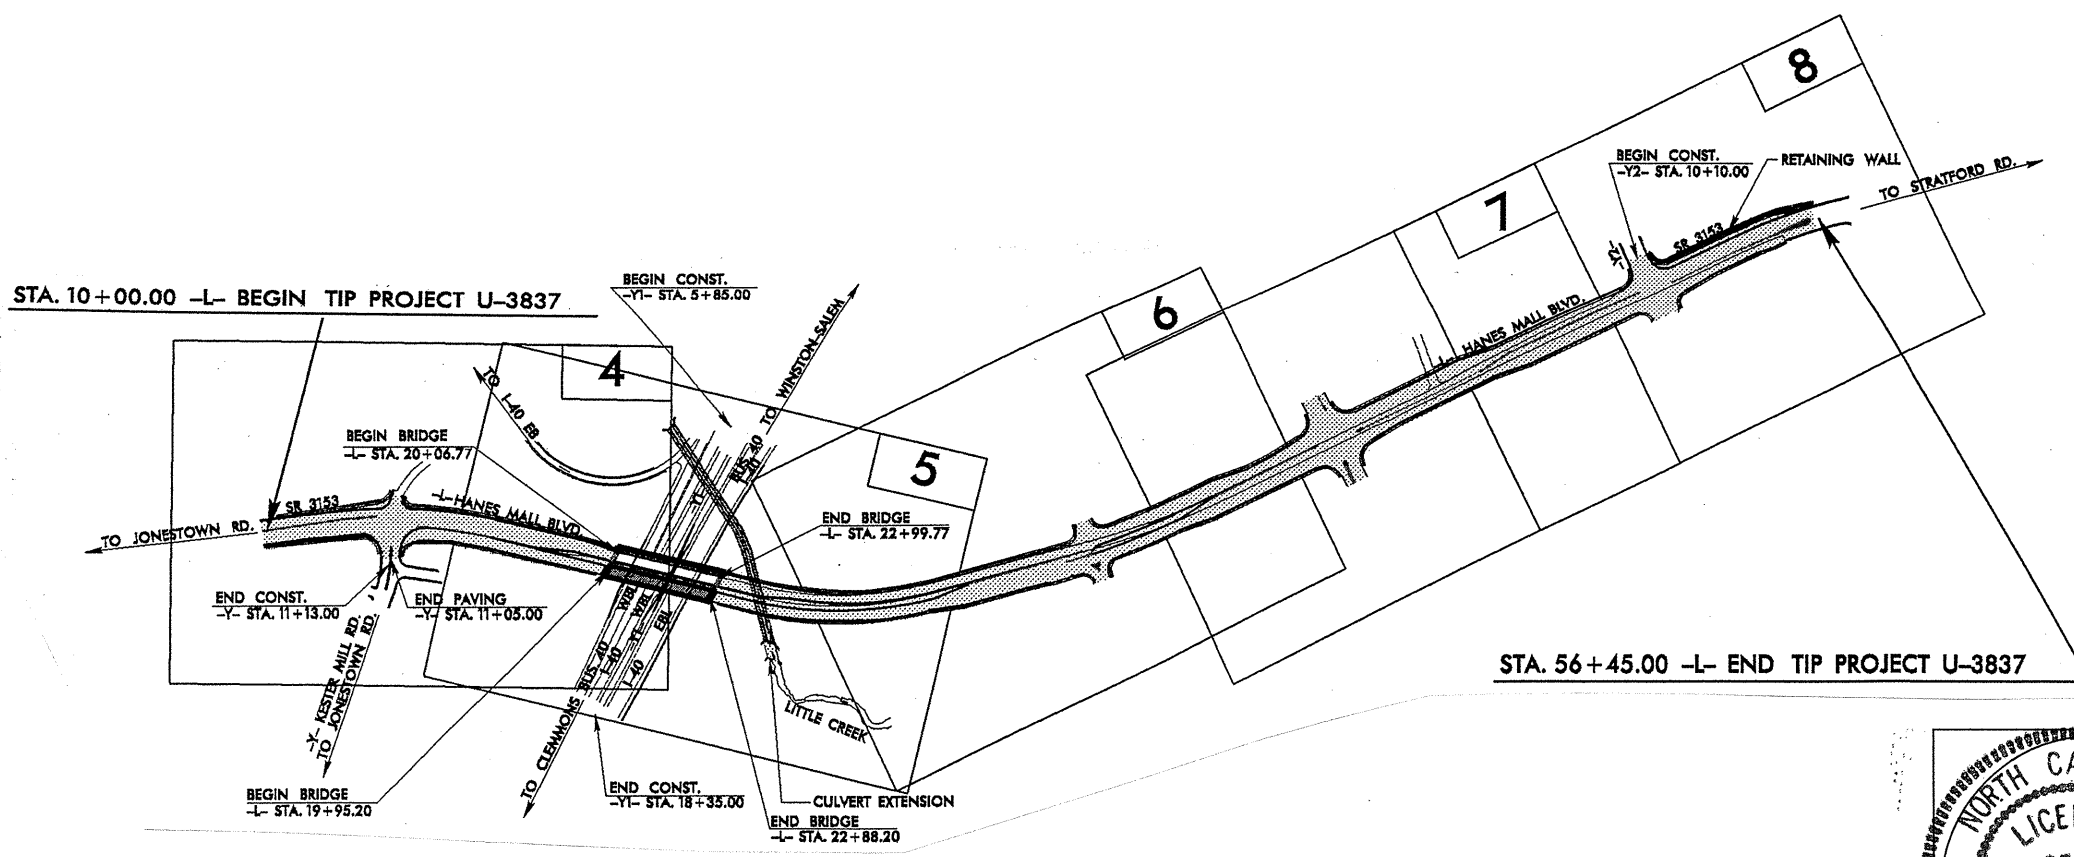 8
BEGIN CONST.
-Y2- STA. 10+10.00
RETAINING WALL
TO STRATFORD RD.
7
-Y2-
SR 3153
6
-L- HANES MALL BLVD.
STA. 10+00.00 -L- BEGIN TIP PROJECT U-3837
BEGIN CONST.
-Y1- STA. 5+85.00
BUS. 40 TO WINSTON-SALEM
I-40
-Y1-
4
TO I-40 EB
BEGIN BRIDGE
-L- STA. 20+06.77
5
SR 3153
-L- HANES MALL BLVD.
TO JONESTOWN RD.
END BRIDGE
-L- STA. 22+99.77
END CONST.
-Y- STA. 11+13.00
END PAVING
-Y- STA. 11+05.00
WBL
-Y1- WBL
EBL
-Y- KESTER MILL RD.
TO JONESTOWN RD.
TO CLEMMONS BUS. 40
I-40
I-40
LITTLE CREEK
STA. 56+45.00 -L- END TIP PROJECT U-3837
BEGIN BRIDGE
-L- STA. 19+95.20
END CONST.
-Y1- STA. 18+35.00
CULVERT EXTENSION
END BRIDGE
-L- STA. 22+88.20
NORTH CA
LICE